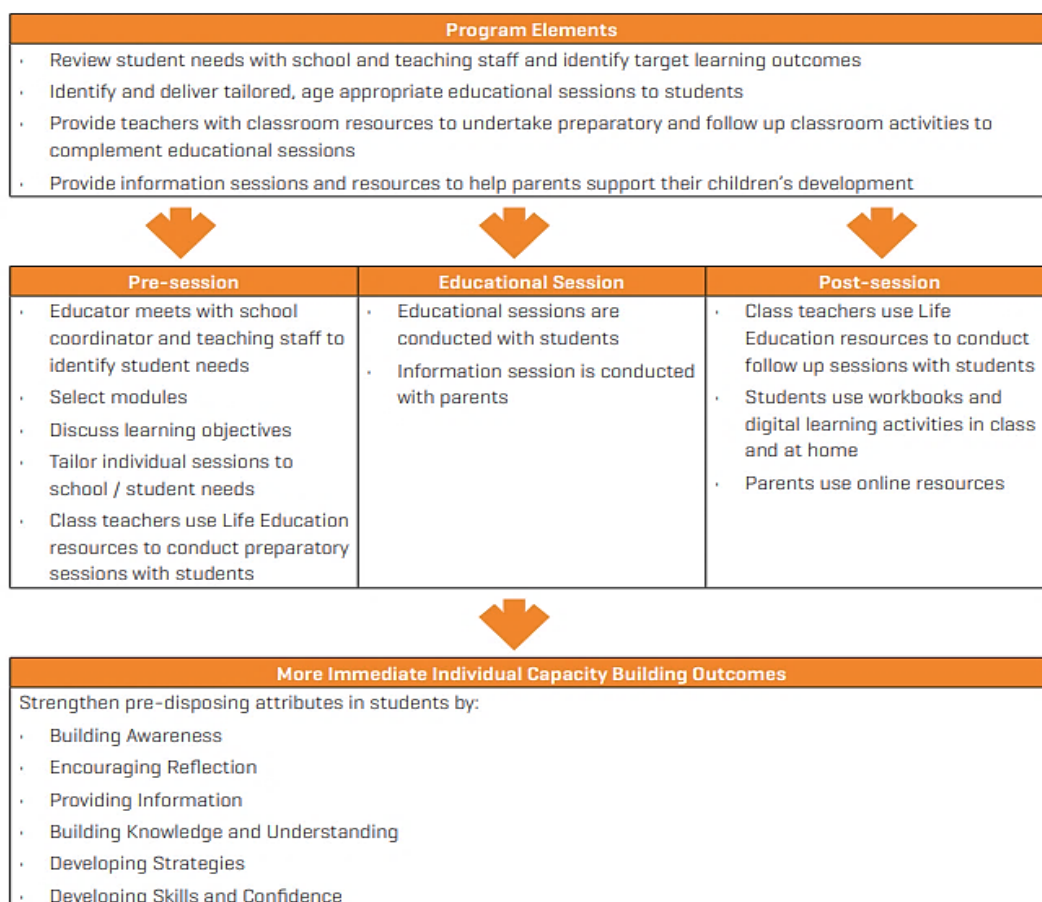 Program Elements
· Review student needs with school and teaching staff and identify target learning outcomes
· Identify and deliver tailored, age appropriate educational sessions to students
· Provide teachers with classroom resources to undertake preparatory and follow up classroom activities to
complement educational sessions
· Provide information sessions and resources to help parents support their children's development
Pre-session
· Educator meets with school
coordinator and teaching staff to
identify student needs
· Select modules
· Discuss learning objectives
· Tailor individual sessions to
school / student needs
· Class teachers use Life Education
resources to conduct preparatory
sessions with students
Educational Session
· Educational sessions are
conducted with students
· Information session is conducted
with parents
Post-session
· Class teachers use Life
Education resources to conduct
follow up sessions with students
· Students use workbooks and
digital learning activities in class
and at home
· Parents use online resources
More Immediate Individual Capacity Building Outcomes
Strengthen pre-disposing attributes in students by:
· Building Awareness
· Encouraging Reflection
· Providing Information
· Building Knowledge and Understanding
· Developing Strategies
· Developing Skills and Confidence